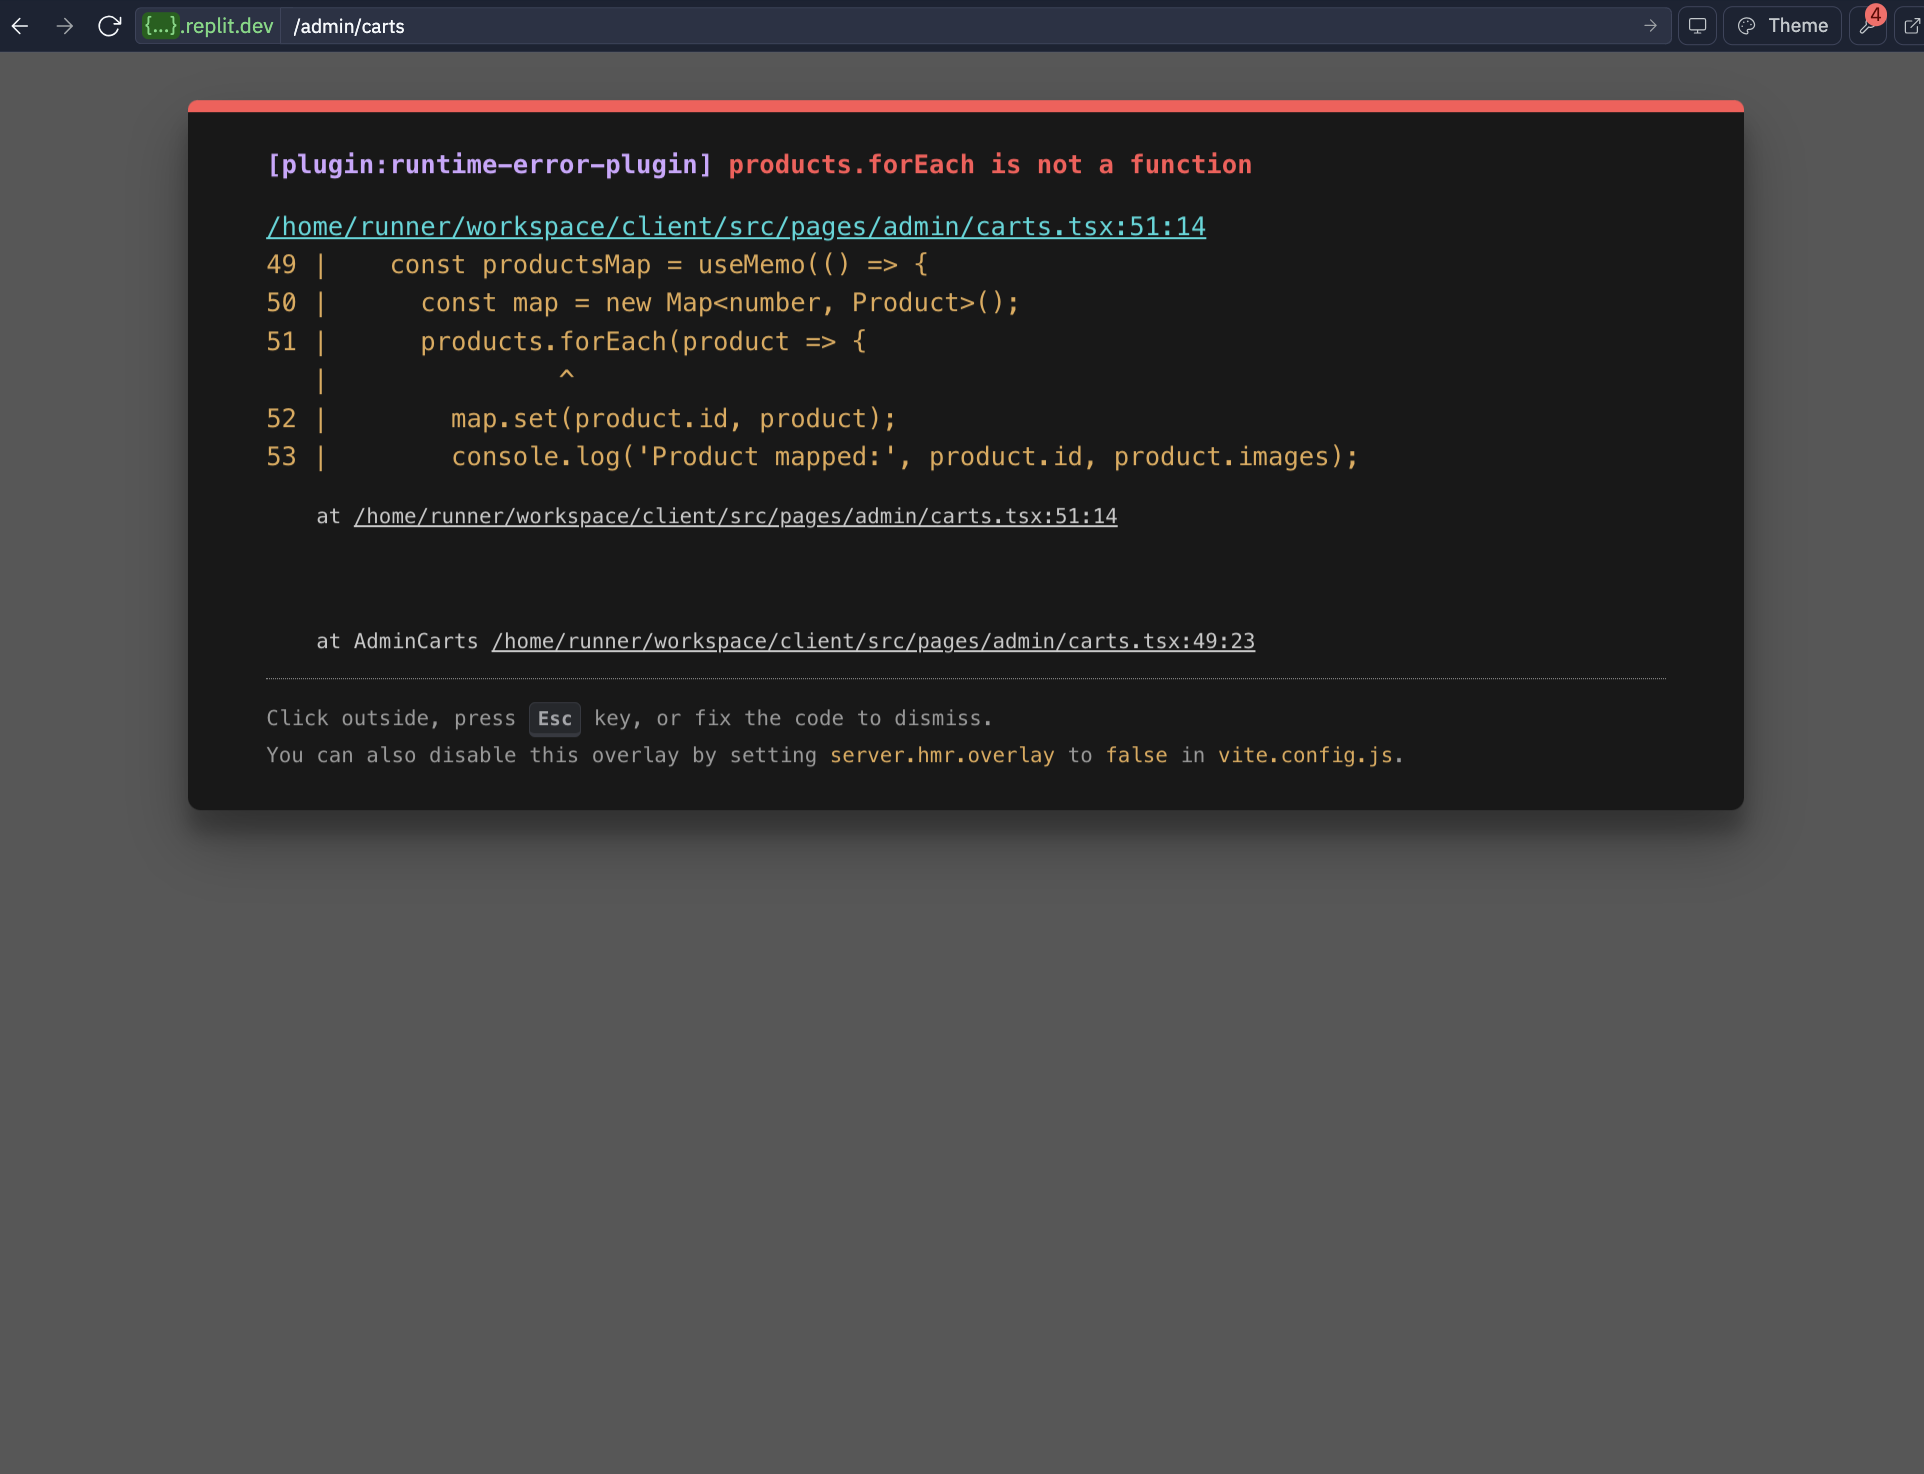 {...}.replit.dev /admin/carts Theme 4
[plugin:runtime-error-plugin] products.forEach is not a function
/home/runner/workspace/client/src/pages/admin/carts.tsx:51:14
49 |    const productsMap = useMemo(() => {
50 |      const map = new Map<number, Product>();
51 |      products.forEach(product => {
   |               ^
52 |        map.set(product.id, product);
53 |        console.log('Product mapped:', product.id, product.images);
    at /home/runner/workspace/client/src/pages/admin/carts.tsx:51:14
    at AdminCarts /home/runner/workspace/client/src/pages/admin/carts.tsx:49:23
Click outside, press Esc key, or fix the code to dismiss.
You can also disable this overlay by setting server.hmr.overlay to false in vite.config.js.